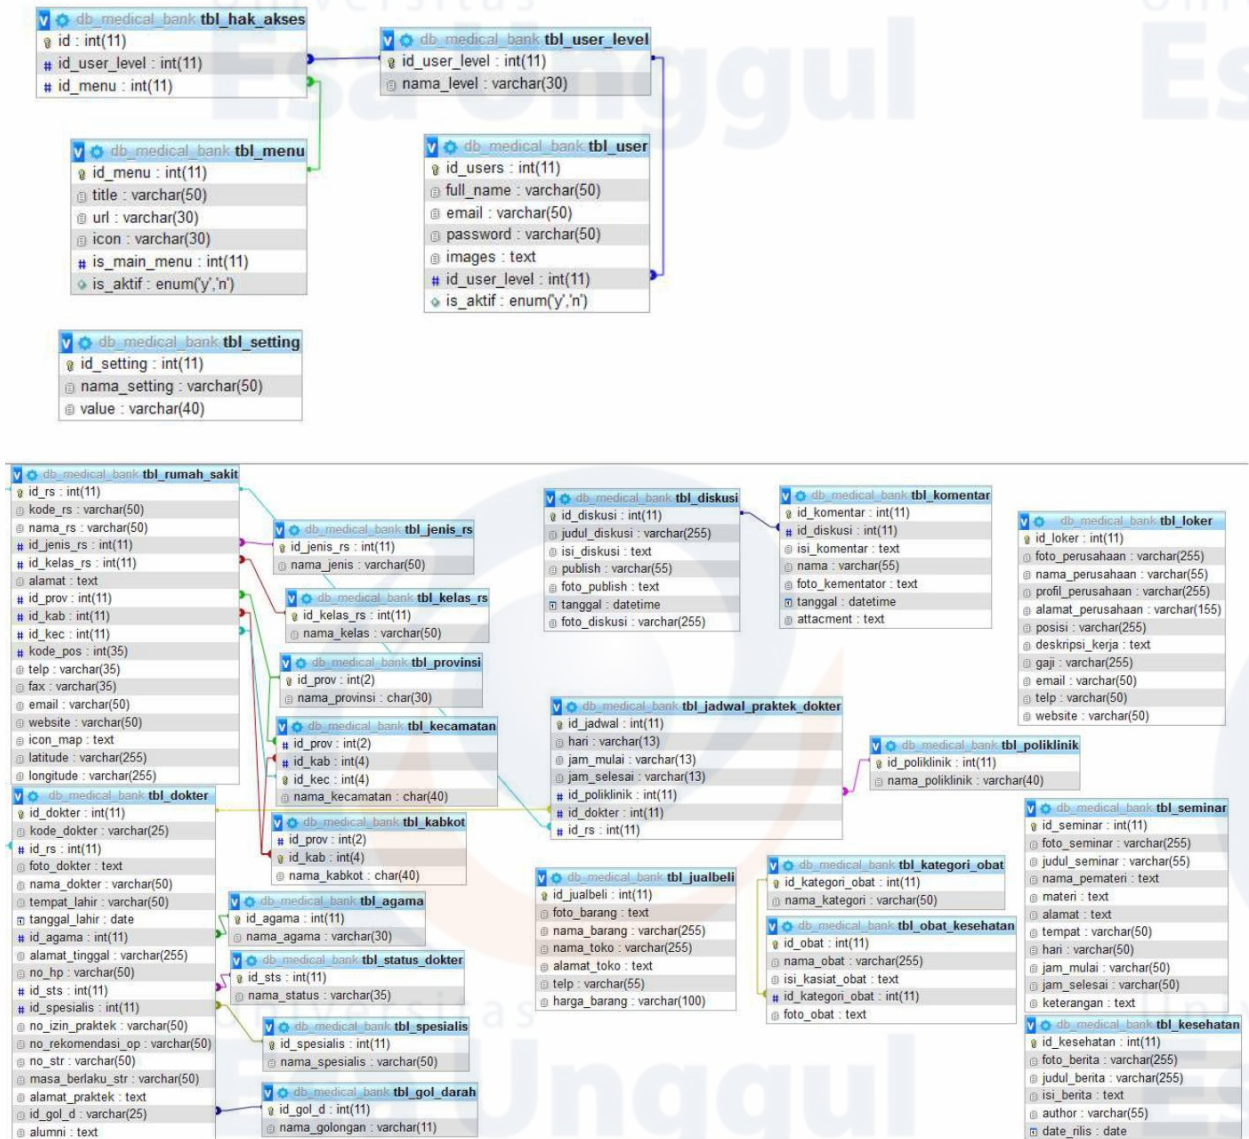 Universitas
Esa Unggul
db_medical_bank tbl_hak_akses
id : int(11)
id_user_level : int(11)
id_menu : int(11)
db_medical_bank tbl_user_level
id_user_level : int(11)
nama_level : varchar(30)
db_medical_bank tbl_menu
id_menu : int(11)
title : varchar(50)
url : varchar(30)
icon : varchar(30)
is_main_menu : int(11)
is_aktif : enum('y','n')
db_medical_bank tbl_user
id_users : int(11)
full_name : varchar(50)
email : varchar(50)
password : varchar(50)
images : text
id_user_level : int(11)
is_aktif : enum('y','n')
db_medical_bank tbl_setting
id_setting : int(11)
nama_setting : varchar(50)
value : varchar(40)
db_medical_bank tbl_rumah_sakit
id_rs : int(11)
kode_rs : varchar(50)
nama_rs : varchar(50)
id_jenis_rs : int(11)
id_kelas_rs : int(11)
alamat : text
id_prov : int(11)
id_kab : int(11)
id_kec : int(11)
kode_pos : int(35)
telp : varchar(35)
fax : varchar(35)
email : varchar(50)
website : varchar(50)
icon_map : text
latitude : varchar(255)
longitude : varchar(255)
db_medical_bank tbl_jenis_rs
id_jenis_rs : int(11)
nama_jenis : varchar(50)
db_medical_bank tbl_kelas_rs
id_kelas_rs : int(11)
nama_kelas : varchar(50)
db_medical_bank tbl_provinsi
id_prov : int(2)
nama_provinsi : char(30)
db_medical_bank tbl_kecamatan
id_prov : int(2)
id_kab : int(4)
id_kec : int(4)
nama_kecamatan : char(40)
db_medical_bank tbl_kabkot
id_prov : int(2)
id_kab : int(4)
nama_kabkot : char(40)
db_medical_bank tbl_diskusi
id_diskusi : int(11)
judul_diskusi : varchar(255)
isi_diskusi : text
publish : varchar(55)
foto_publish : text
tanggal : datetime
foto_diskusi : varchar(255)
db_medical_bank tbl_komentar
id_komentar : int(11)
id_diskusi : int(11)
isi_komentar : text
nama : varchar(55)
foto_kementator : text
tanggal : datetime
attacment : text
db_medical_bank tbl_loker
id_loker : int(11)
foto_perusahaan : varchar(255)
nama_perusahaan : varchar(55)
profil_perusahaan : varchar(255)
alamat_perusahaan : varchar(155)
posisi : varchar(255)
deskripsi_kerja : text
gaji : varchar(255)
email : varchar(50)
telp : varchar(50)
website : varchar(50)
db_medical_bank tbl_jadwal_praktek_dokter
id_jadwal : int(11)
hari : varchar(13)
jam_mulai : varchar(13)
jam_selesai : varchar(13)
id_poliklinik : int(11)
id_dokter : int(11)
id_rs : int(11)
db_medical_bank tbl_poliklinik
id_poliklinik : int(11)
nama_poliklinik : varchar(40)
db_medical_bank tbl_dokter
id_dokter : int(11)
kode_dokter : varchar(25)
id_rs : int(11)
foto_dokter : text
nama_dokter : varchar(50)
tempat_lahir : varchar(50)
tanggal_lahir : date
id_agama : int(11)
alamat_tinggal : varchar(255)
no_hp : varchar(50)
id_sts : int(11)
id_spesialis : int(11)
no_izin_praktek : varchar(50)
no_rekomendasi_op : varchar(50)
no_str : varchar(50)
masa_berlaku_str : varchar(50)
alamat_praktek : text
id_gol_d : varchar(25)
alumni : text
db_medical_bank tbl_agama
id_agama : int(11)
nama_agama : varchar(30)
db_medical_bank tbl_status_dokter
id_sts : int(11)
nama_status : varchar(35)
db_medical_bank tbl_spesialis
id_spesialis : int(11)
nama_spesialis : varchar(50)
db_medical_bank tbl_gol_darah
id_gol_d : int(11)
nama_golongan : varchar(11)
db_medical_bank tbl_jualbeli
id_jualbeli : int(11)
foto_barang : text
nama_barang : varchar(255)
nama_toko : varchar(255)
alamat_toko : text
telp : varchar(55)
harga_barang : varchar(100)
db_medical_bank tbl_kategori_obat
id_kategori_obat : int(11)
nama_kategori : varchar(50)
db_medical_bank tbl_obat_kesehatan
id_obat : int(11)
nama_obat : varchar(255)
isi_kasiat_obat : text
id_kategori_obat : int(11)
foto_obat : text
db_medical_bank tbl_seminar
id_seminar : int(11)
foto_seminar : varchar(255)
judul_seminar : varchar(55)
nama_pemateri : text
materi : text
alamat : text
tempat : varchar(50)
hari : varchar(50)
jam_mulai : varchar(50)
jam_selesai : varchar(50)
keterangan : text
db_medical_bank tbl_kesehatan
id_kesehatan : int(11)
foto_berita : varchar(255)
judul_berita : varchar(255)
isi_berita : text
author : varchar(55)
date_rilis : date
Universitas
Esa Unggul